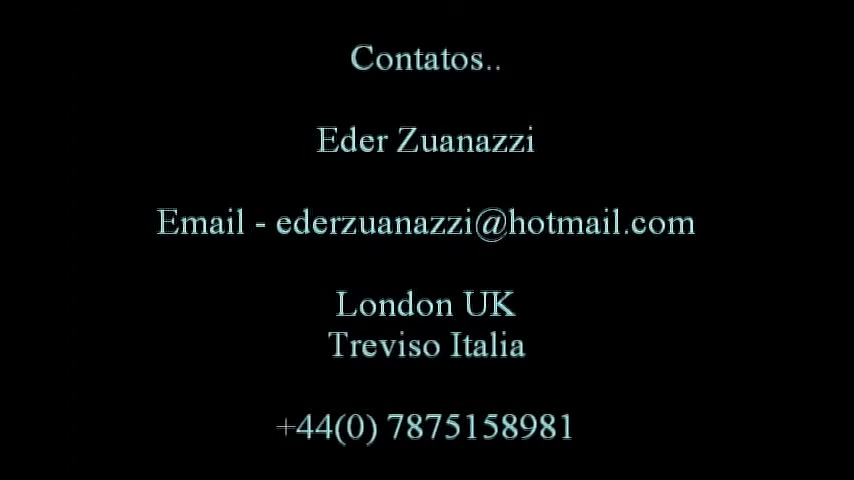 Contatos..
Eder Zuanazzi
Email - ederzuanazzi@hotmail.com
London UK
Treviso Italia
+44(0) 7875158981